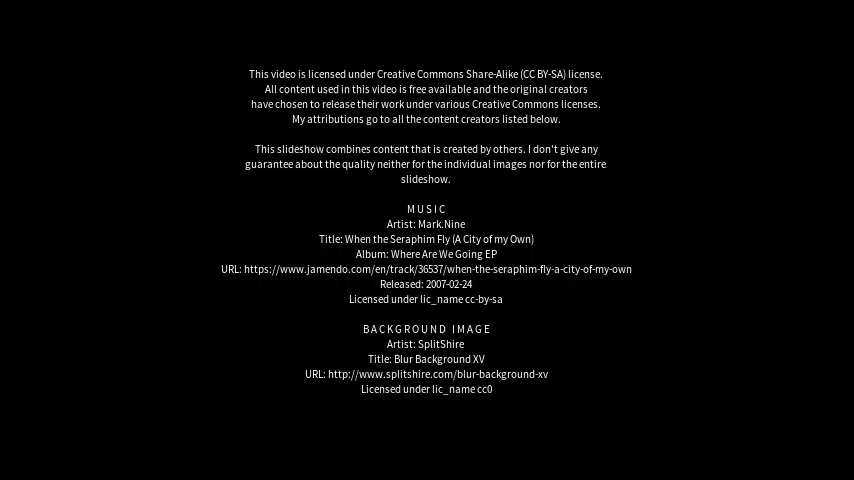 This video is licensed under Creative Commons Share-Alike (CC BY-SA) license.
All content used in this video is free available and the original creators
have chosen to release their work under various Creative Commons licenses.
My attributions go to all the content creators listed below.
This slideshow combines content that is created by others. I don't give any
guarantee about the quality neither for the individual images nor for the entire
slideshow.
MUSIC
Artist: Mark.Nine
Title: When the Seraphim Fly (A City of my Own)
Album: Where Are We Going EP
URL: https://www.jamendo.com/en/track/36537/when-the-seraphim-fly-a-city-of-my-own
Released: 2007-02-24
Licensed under lic_name cc-by-sa
BACKGROUND IMAGE
Artist: SplitShire
Title: Blur Background XV
URL: http://www.splitshire.com/blur-background-xv
Licensed under lic_name cc0